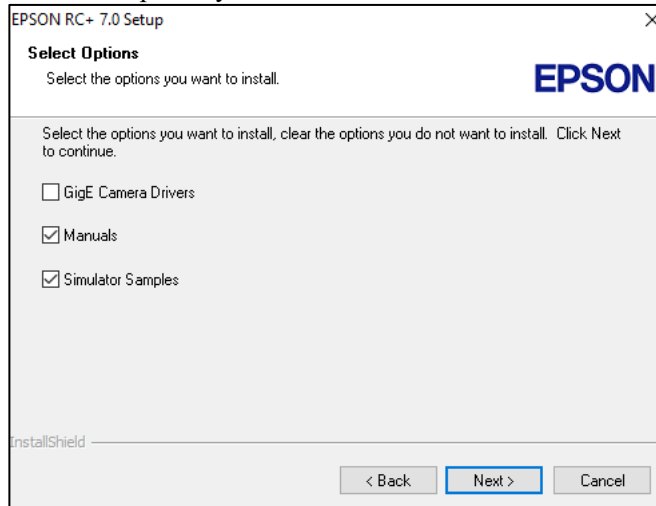 EPSON RC+ 7.0 Setup
Select Options
Select the options you want to install.
EPSON
Select the options you want to install, clear the options you do not want to install. Click Next
to continue.
GigE Camera Drivers
Manuals
Simulator Samples
InstallShield
< Back
Next >
Cancel